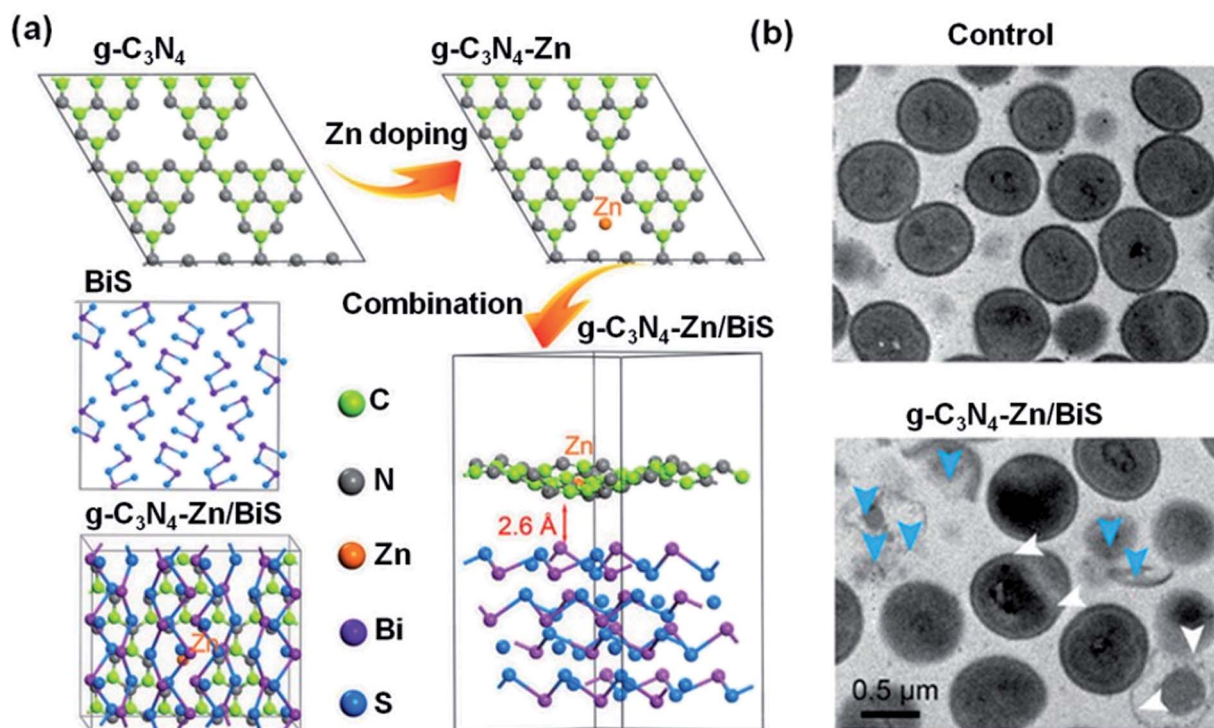 (a)
g-C₃N₄
g-C₃N₄-Zn
Zn doping
Zn
BiS
Combination
g-C₃N₄-Zn/BiS
C
N
Zn
Bi
S
Zn
2.6 Å
g-C₃N₄-Zn/BiS
Zn
(b)
Control
g-C₃N₄-Zn/BiS
0.5 μm